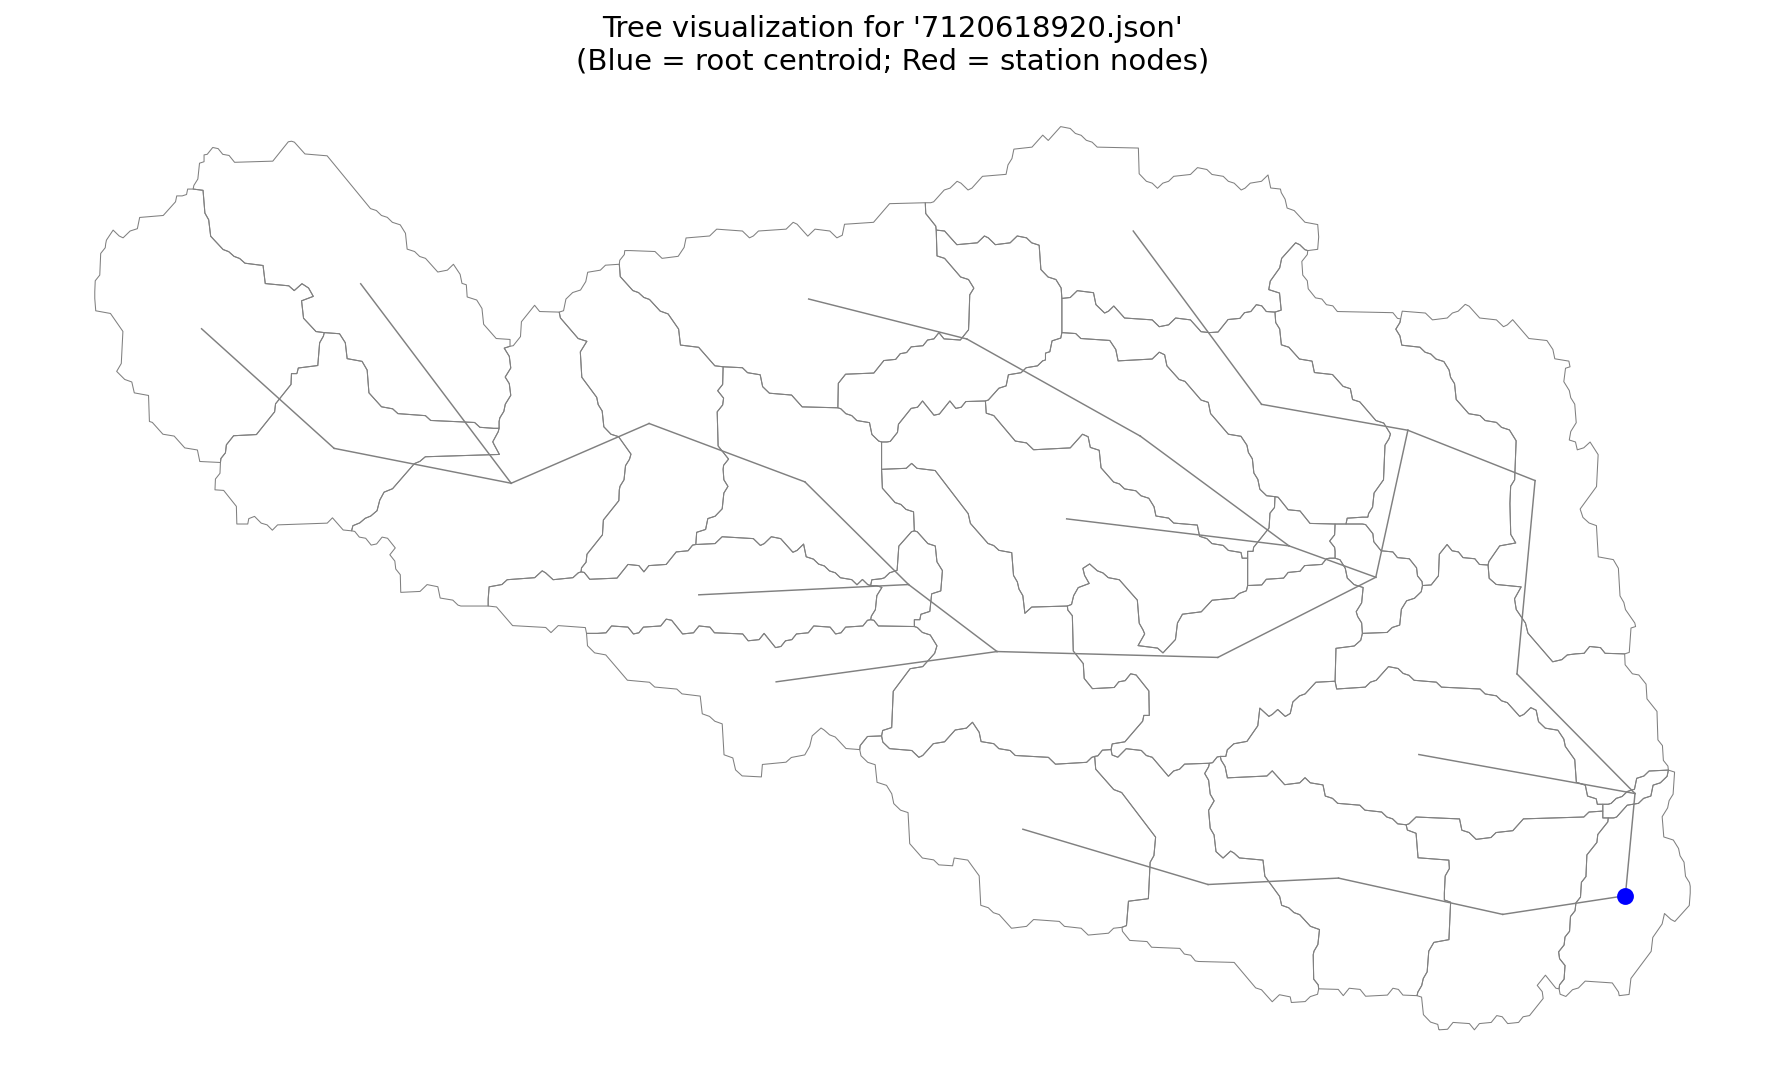 Tree visualization for '7120618920.json'
(Blue = root centroid; Red = station nodes)